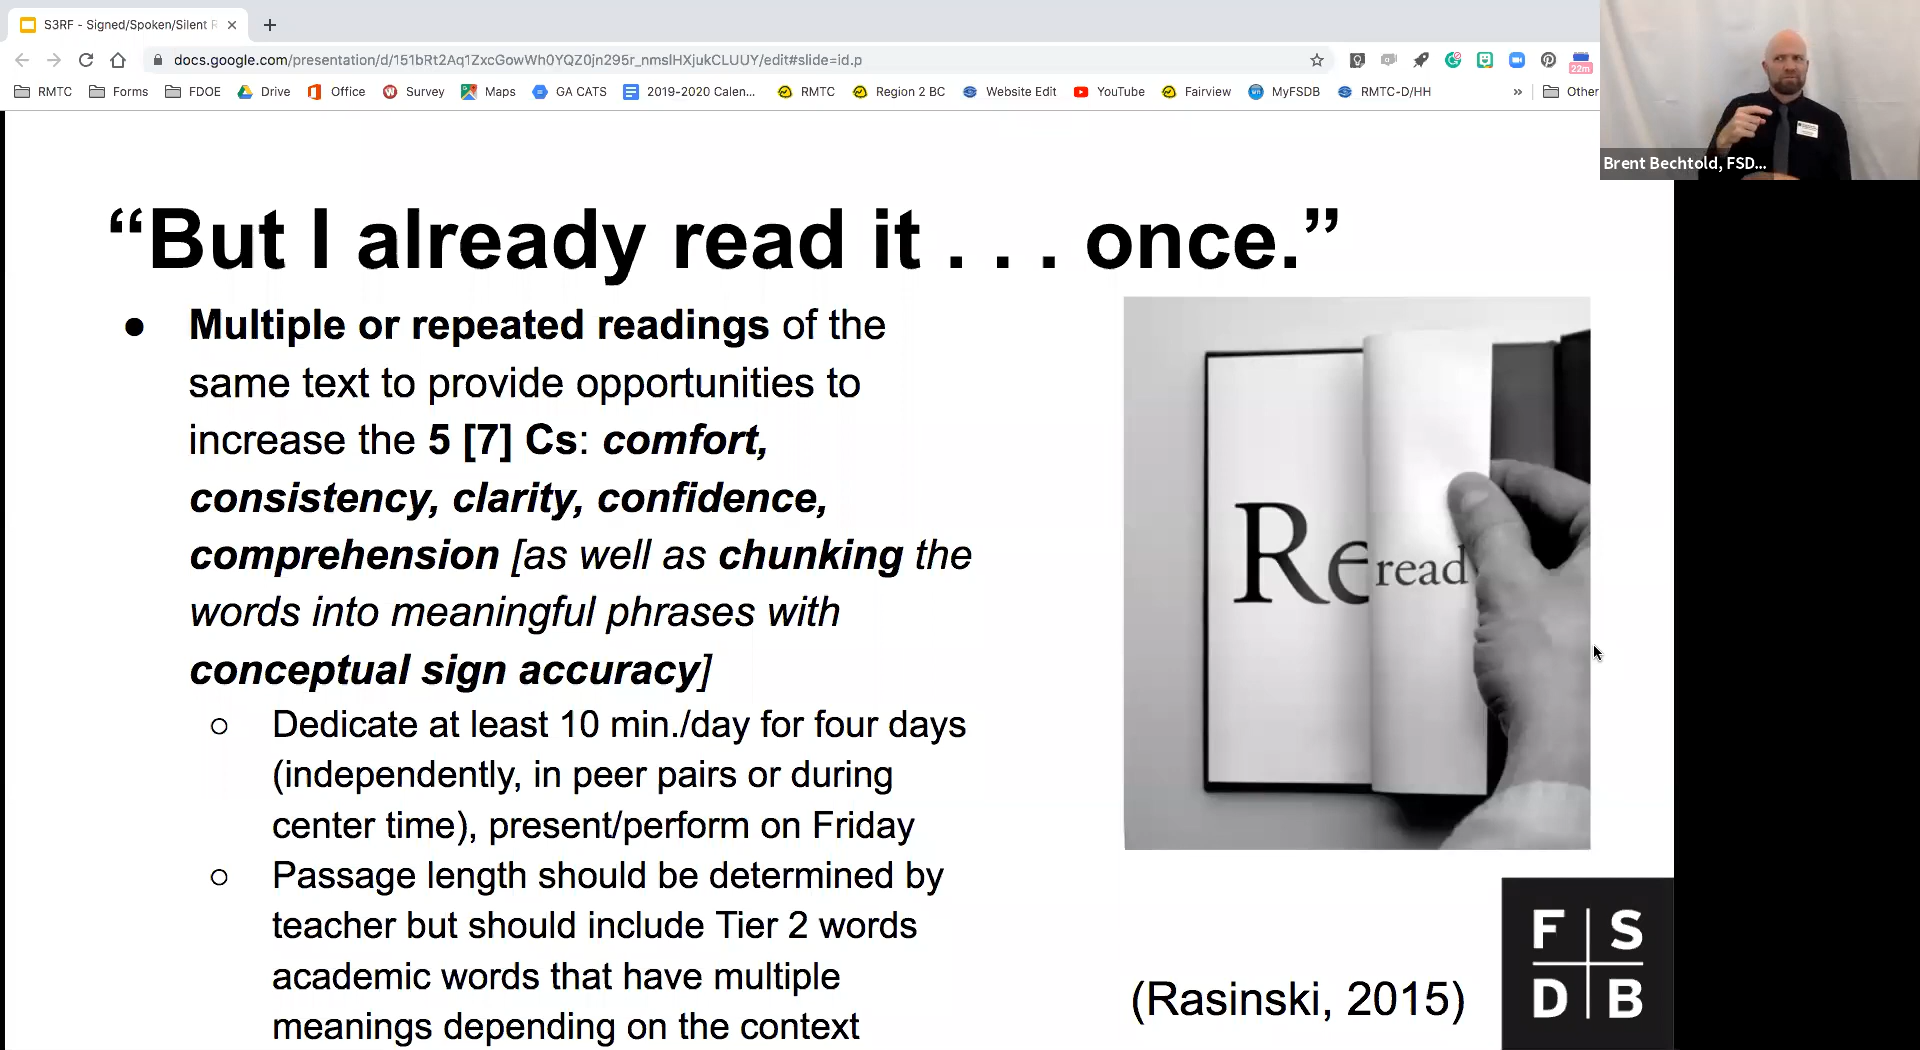 S3RF - Signed/Spoken/Silent R
docs.google.com/presentation/d/151bRt2Aq1ZxcGowWh0YQZ0jn295r_nmslHXjukCLUUY/edit#slide=id.p
22m
RMTC Forms FDOE Drive Office Survey Maps GA CATS 2019-2020 Calen... RMTC Region 2 BC Website Edit YouTube Fairview MyFSDB RMTC-D/HH » Other
Brent Bechtold, FSD...
“But I already read it . . . once.”
● Multiple or repeated readings of the
same text to provide opportunities to
increase the 5 [7] Cs: comfort,
consistency, clarity, confidence,
comprehension [as well as chunking the
words into meaningful phrases with
conceptual sign accuracy]
○ Dedicate at least 10 min./day for four days
(independently, in peer pairs or during
center time), present/perform on Friday
○ Passage length should be determined by
teacher but should include Tier 2 words
academic words that have multiple
meanings depending on the context
Re read
(Rasinski, 2015)
F S
D B